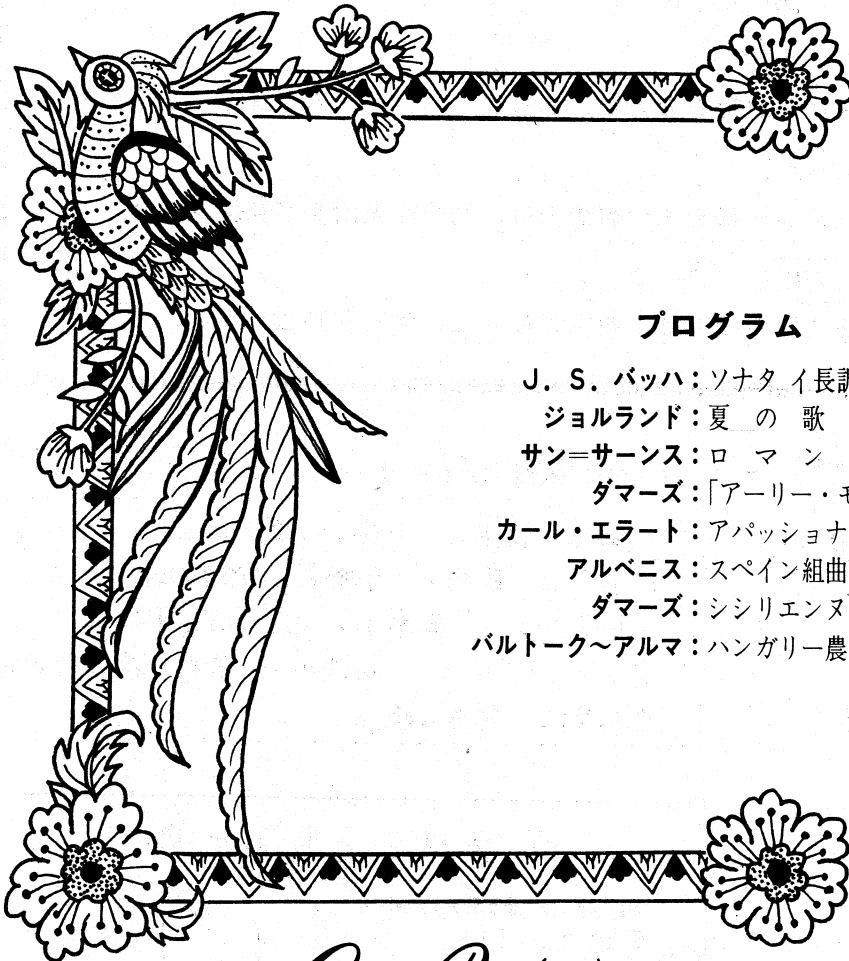 プログラム
J. S. バッハ：ソナタ イ長調
ジョルランド：夏の歌
サン＝サーンス：ロマン
ダマーズ：「アーリー・モ
カール・エラート：アパッショナ
アルベニス：スペイン組曲
ダマーズ：シシリエンヌ
バルトーク～アルマ：ハンガリー農